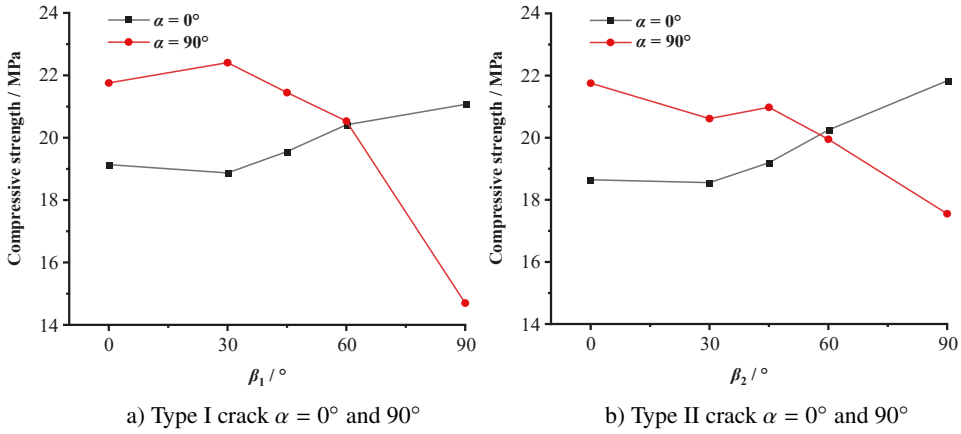 α = 0°
α = 90°
24
22
20
18
16
14
0
30
60
90
Compressive strength / MPa
β1 / °
a) Type I crack α = 0° and 90°
α = 0°
α = 90°
24
22
20
18
16
14
0
30
60
90
Compressive strength / MPa
β2 / °
b) Type II crack α = 0° and 90°